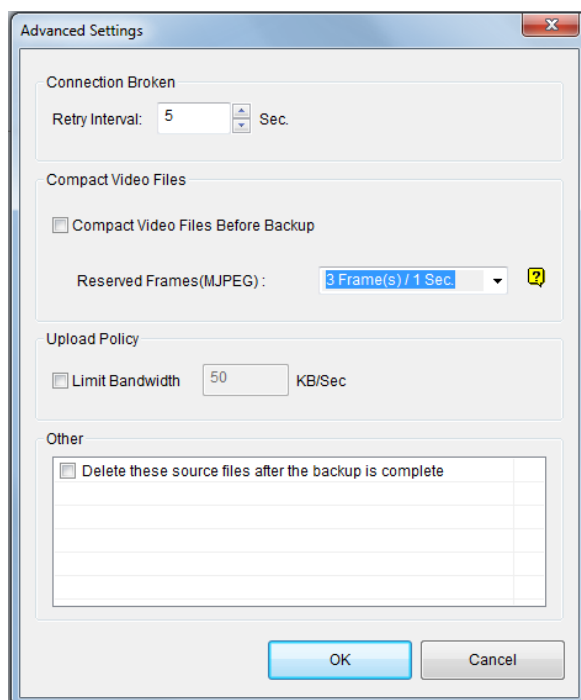 Advanced Settings
Connection Broken
Retry Interval: 5 Sec.
Compact Video Files
Compact Video Files Before Backup
Reserved Frames(MJPEG) : 3 Frame(s) / 1 Sec. ?
Upload Policy
Limit Bandwidth 50 KB/Sec
Other
Delete these source files after the backup is complete
OK Cancel